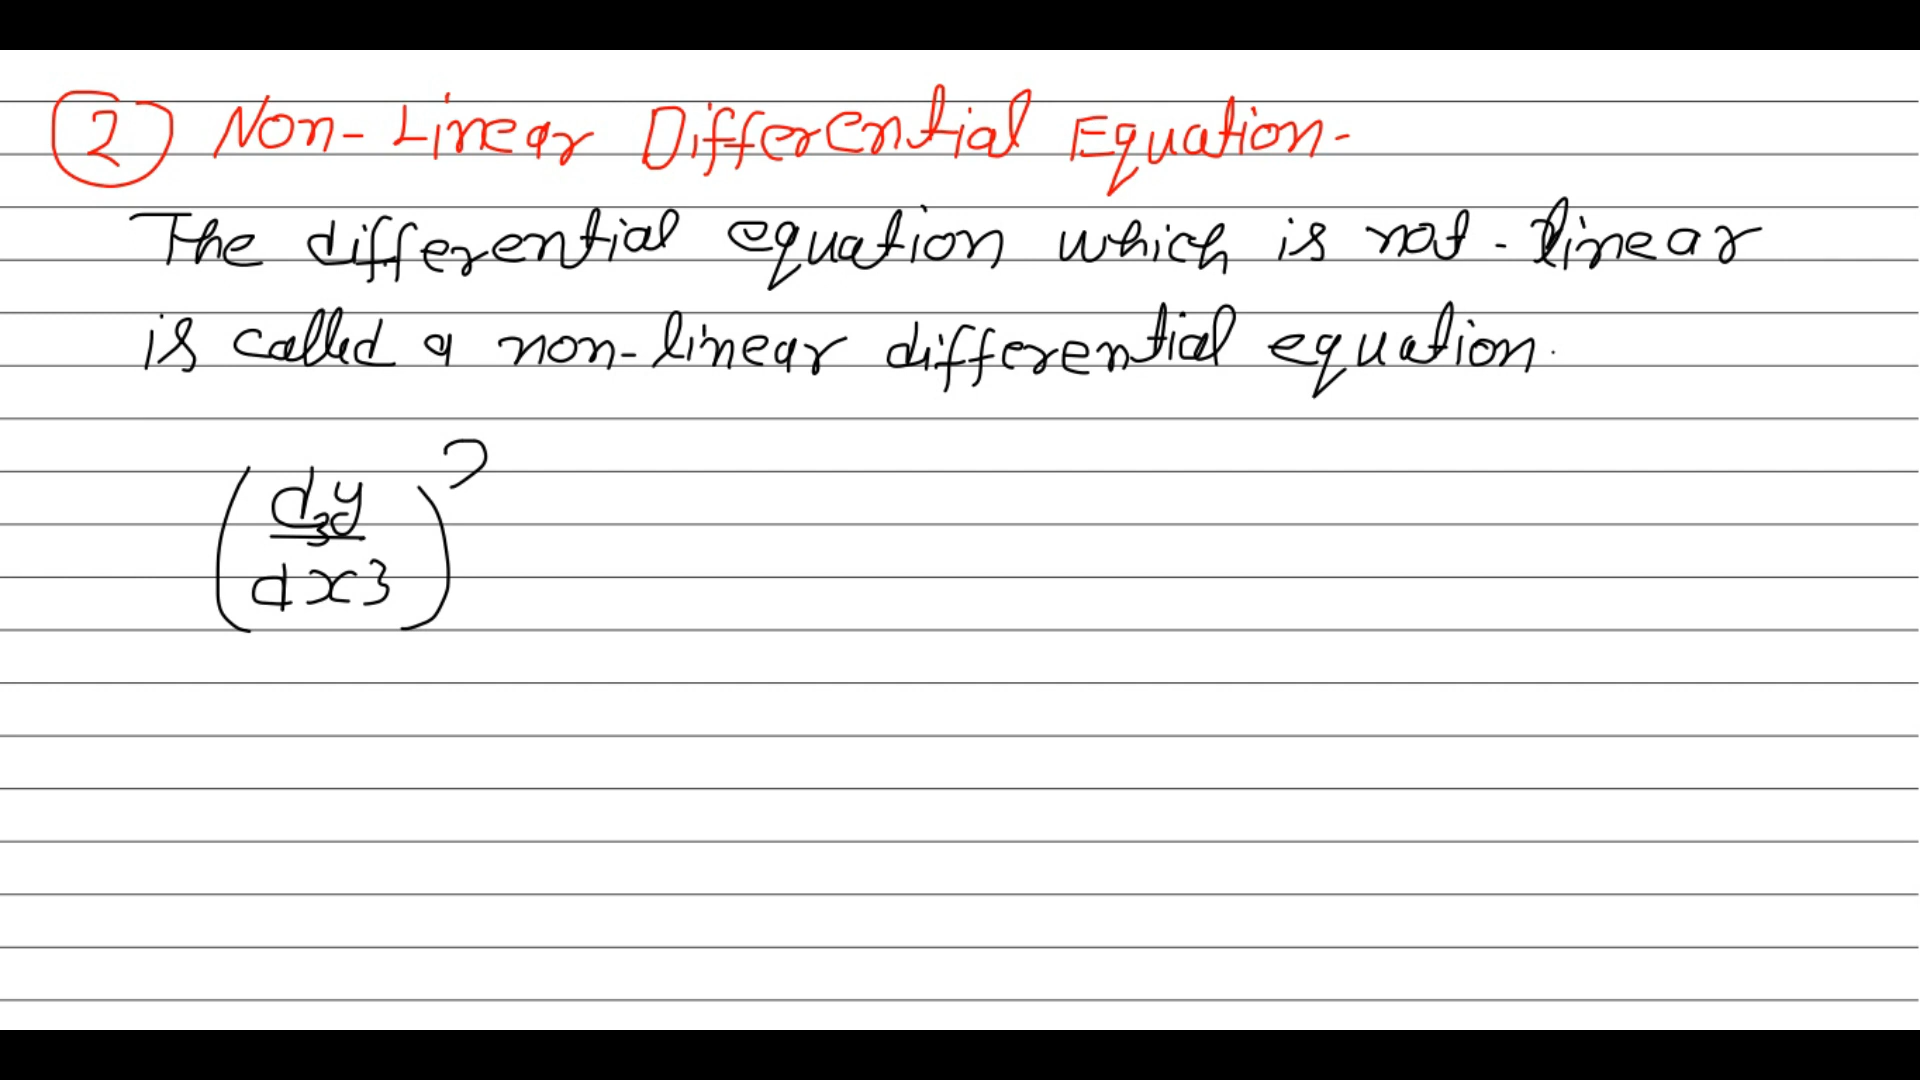 2 Non-Linear Differential Equation-
The differential equation which is not - linear
is called a non-linear differential equation.
(d3y
dx3)